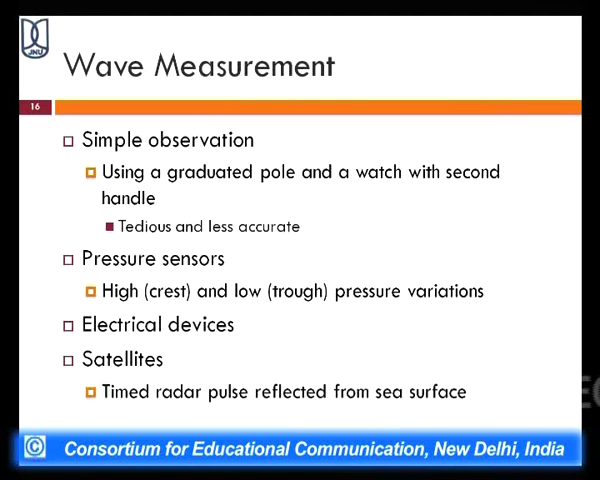 JNU
Wave Measurement
16
Simple observation
Using a graduated pole and a watch with second
handle
Tedious and less accurate
Pressure sensors
High (crest) and low (trough) pressure variations
Electrical devices
Satellites
Timed radar pulse reflected from sea surface
© Consortium for Educational Communication, New Delhi, India